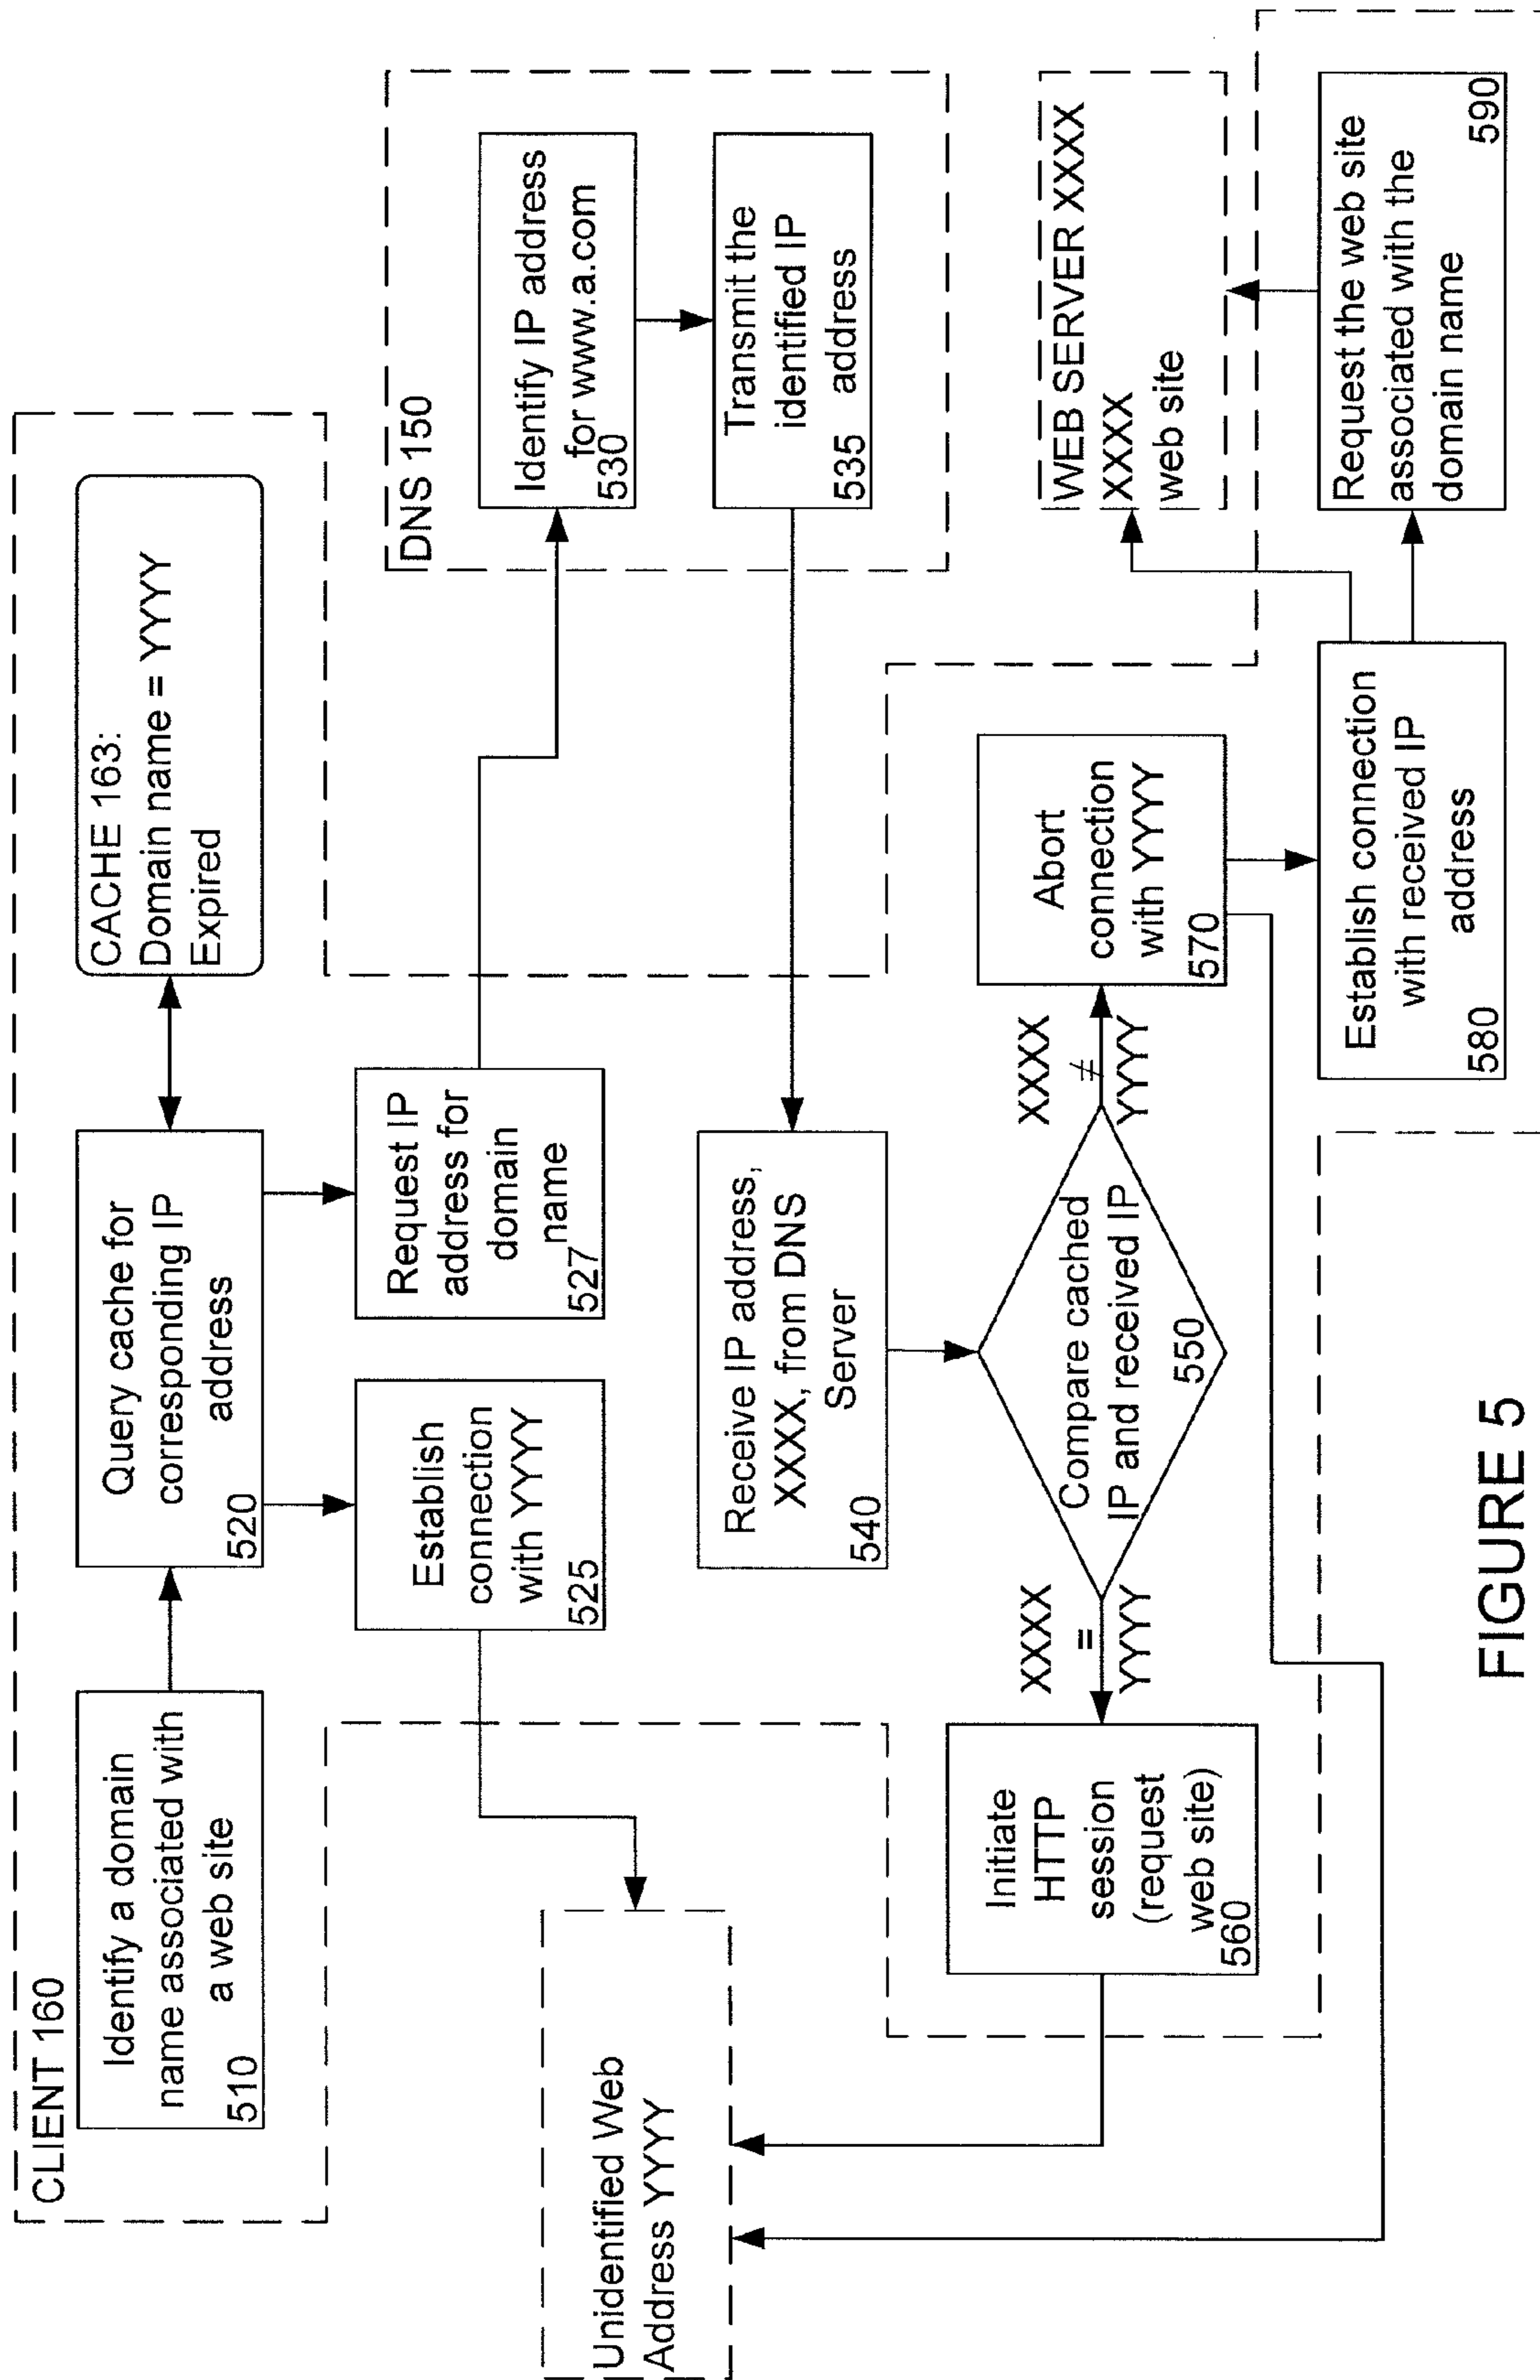 CLIENT 160
Identify a domain
name associated with
a web site
510
Query cache for
corresponding IP
address
520
CACHE 163:
Domain name = YYYY
Expired
Establish
connection
with YYYY
525
Request IP
address for
domain
name
527
DNS 150
Identify IP address
for www.a.com
530
Transmit the
identified IP
address
535
Unidentified Web
Address YYYY
Receive IP address,
XXXX, from DNS
Server
540
Compare cached
IP and received IP
550
XXXX
=
YYYY
XXXX
≠
YYYY
Initiate
HTTP
session
(request
web site)
560
Abort
connection
with YYYY
570
WEB SERVER XXXX
XXXX
web site
Establish connection
with received IP
address
580
Request the web site
associated with the
domain name
590
FIGURE 5